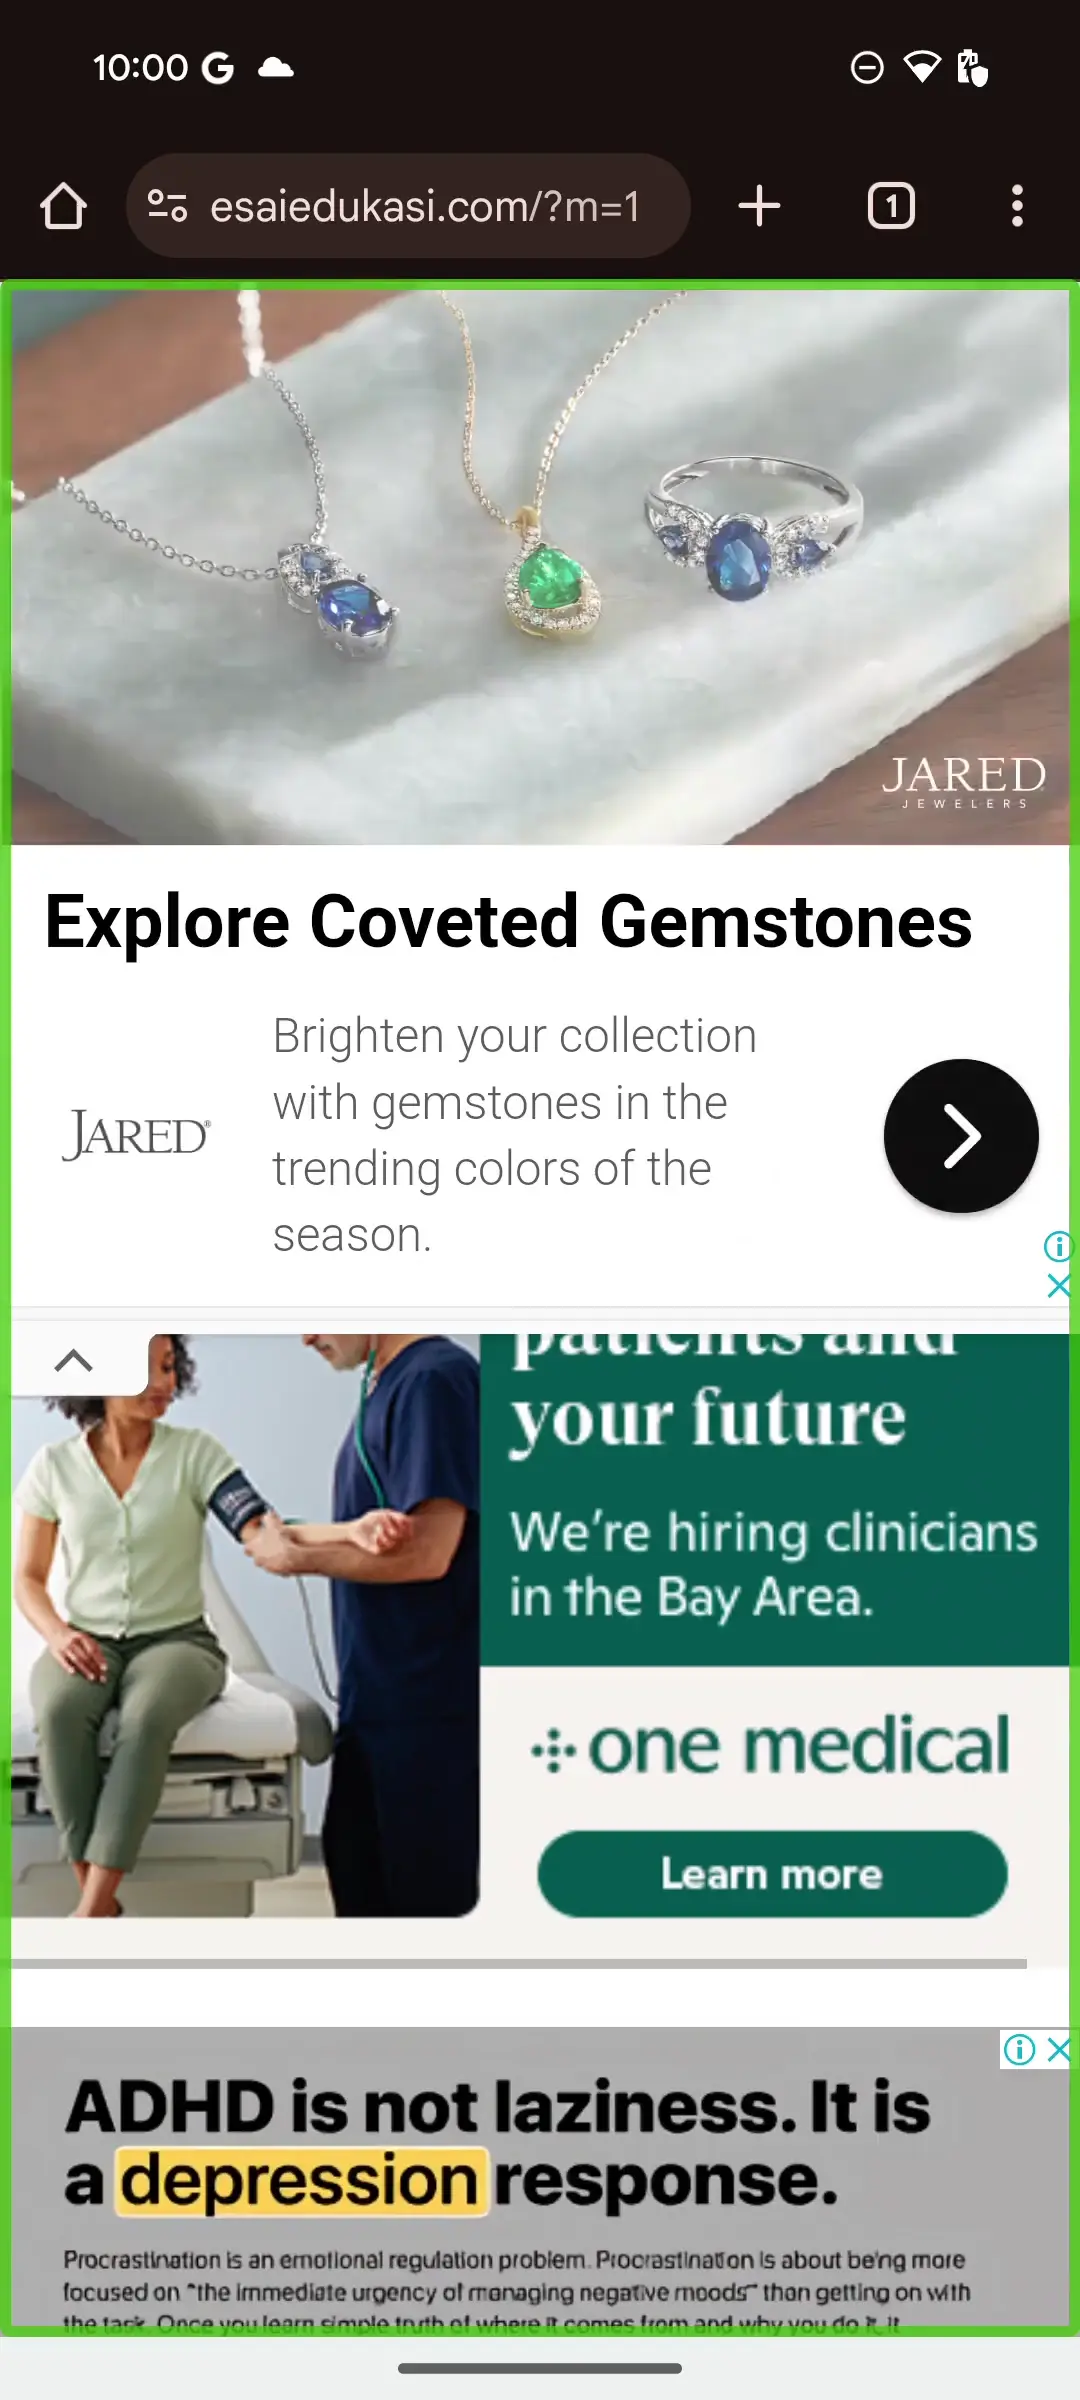 10:00
esaiedukasi.com/?m=1
1
JARED
JEWELERS
Explore Coveted Gemstones
Brighten your collection
with gemstones in the
trending colors of the
season.
JARED®
patients and
your future
We're hiring clinicians
in the Bay Area.
one medical
Learn more
ADHD is not laziness. It is
a depression response.
Procrastination is an emotional regulation problem. Procrastination is about being more
focused on "the immediate urgency of managing negative moods" than getting on with
the task. Once you learn simple truth of where it comes from and why you do it, it